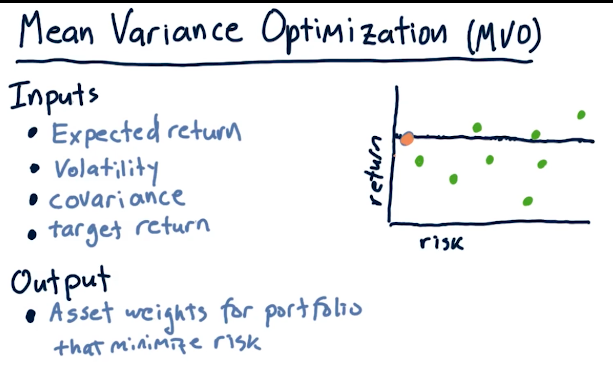 Mean Variance Optimization (MVO)
Inputs
• Expected return
• Volatility
• covariance
• target return
Output
• Asset weights for portfolio
that minimize risk
return
risk